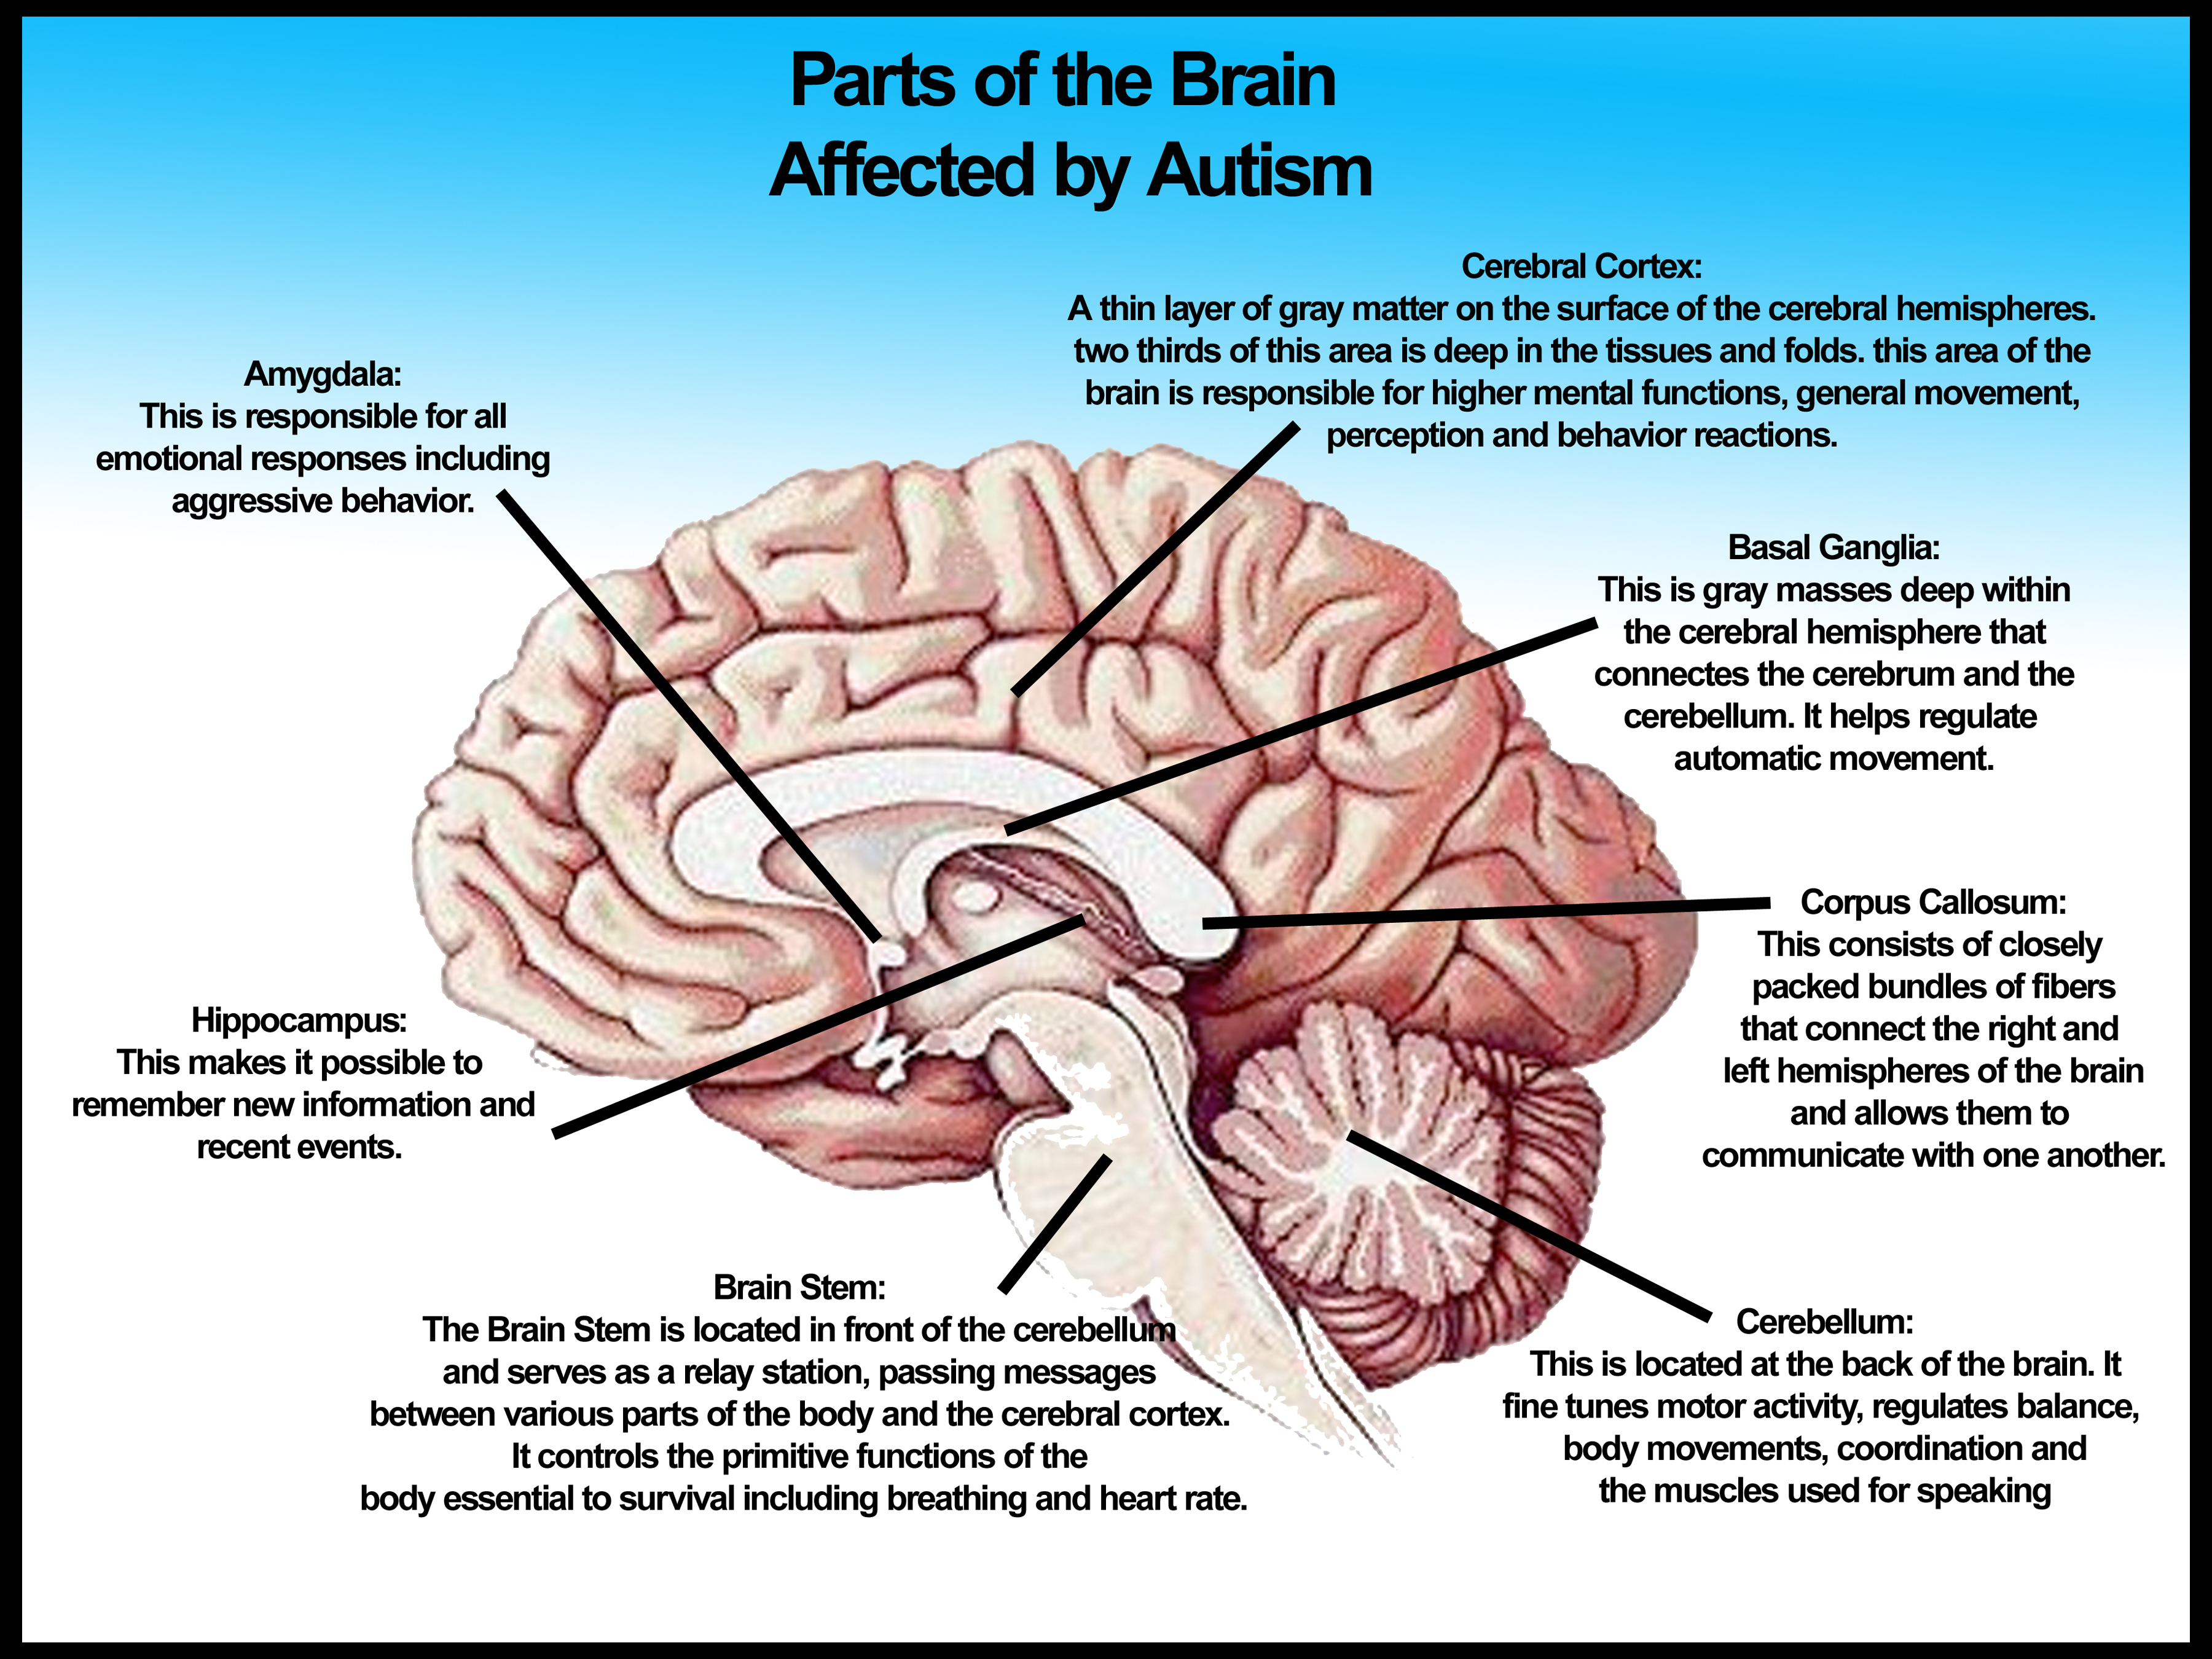 Parts of the Brain
Affected by Autism
Cerebral Cortex:
A thin layer of gray matter on the surface of the cerebral hemispheres.
two thirds of this area is deep in the tissues and folds. this area of the
brain is responsible for higher mental functions, general movement,
perception and behavior reactions.
Amygdala:
This is responsible for all
emotional responses including
aggressive behavior.
Basal Ganglia:
This is gray masses deep within
the cerebral hemisphere that
connectes the cerebrum and the
cerebellum. It helps regulate
automatic movement.
Corpus Callosum:
This consists of closely
packed bundles of fibers
that connect the right and
left hemispheres of the brain
and allows them to
communicate with one another.
Hippocampus:
This makes it possible to
remember new information and
recent events.
Brain Stem:
The Brain Stem is located in front of the cerebellum
and serves as a relay station, passing messages
between various parts of the body and the cerebral cortex.
It controls the primitive functions of the
body essential to survival including breathing and heart rate.
Cerebellum:
This is located at the back of the brain. It
fine tunes motor activity, regulates balance,
body movements, coordination and
the muscles used for speaking